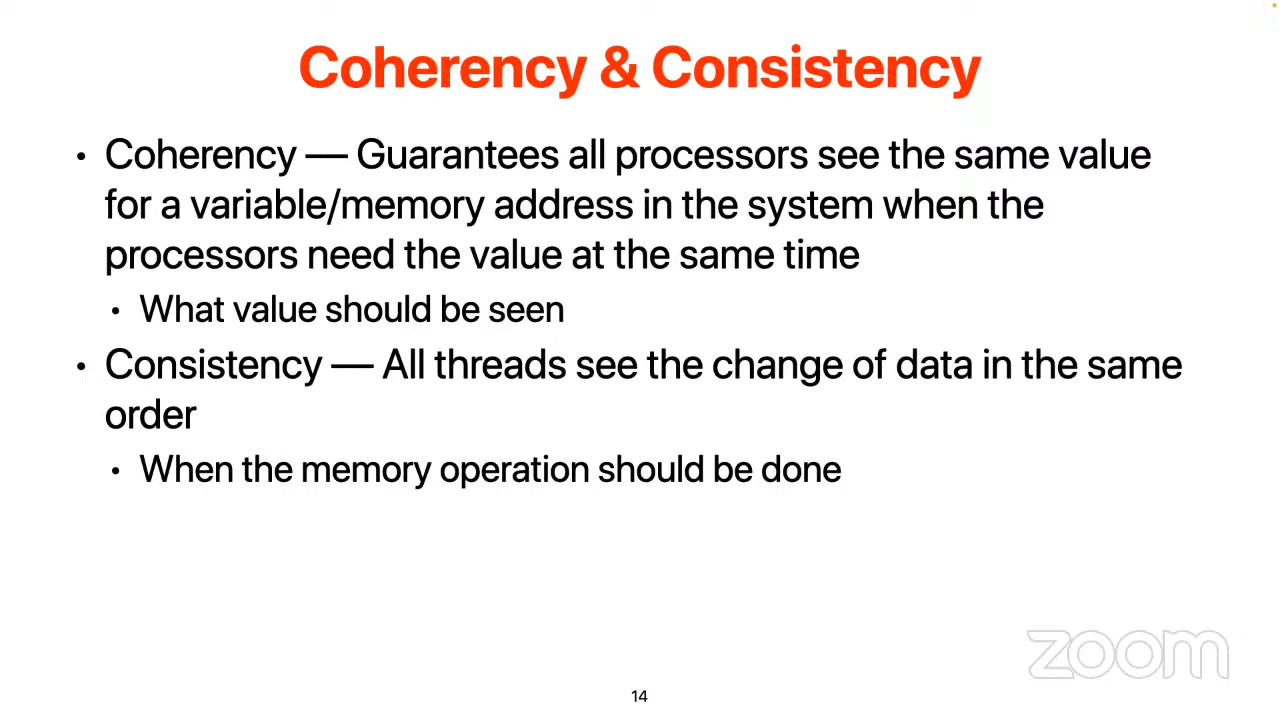 Coherency & Consistency
• Coherency — Guarantees all processors see the same value
for a variable/memory address in the system when the
processors need the value at the same time
• What value should be seen
• Consistency — All threads see the change of data in the same
order
• When the memory operation should be done
zoom
14